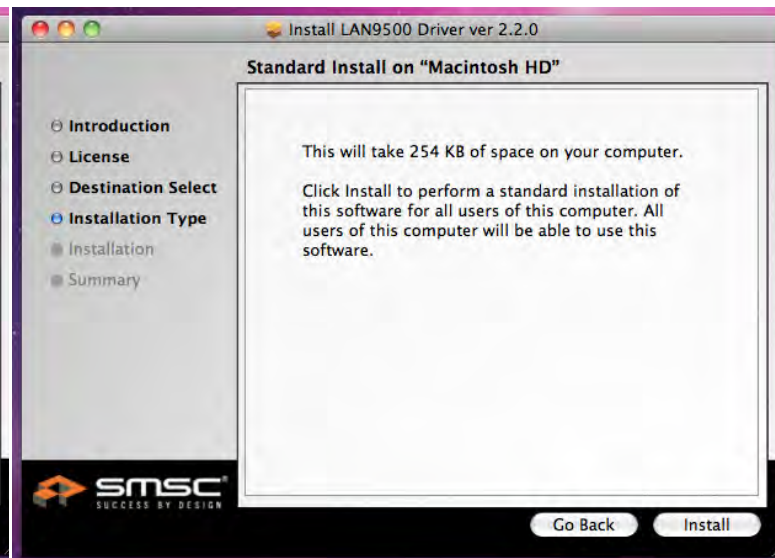 Install LAN9500 Driver ver 2.2.0
Standard Install on “Macintosh HD”
Introduction
License
Destination Select
Installation Type
Installation
Summary
This will take 254 KB of space on your computer.
Click Install to perform a standard installation of
this software for all users of this computer. All
users of this computer will be able to use this
software.
smsc
SUCCESS BY DESIGN
Go Back
Install